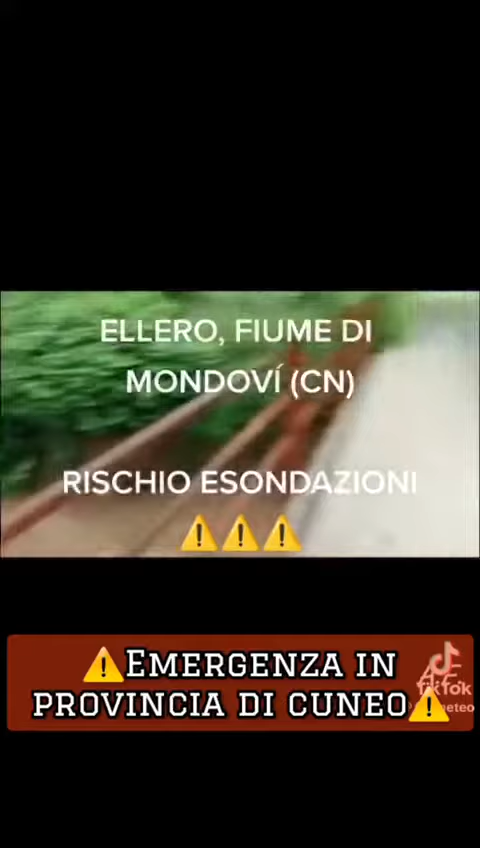 ELLERO, FIUME DI
MONDOVÍ (CN)
RISCHIO ESONDAZIONI
⚠️⚠️⚠️
⚠️EMERGENZA IN
PROVINCIA DI CUNEO⚠️
TikTok